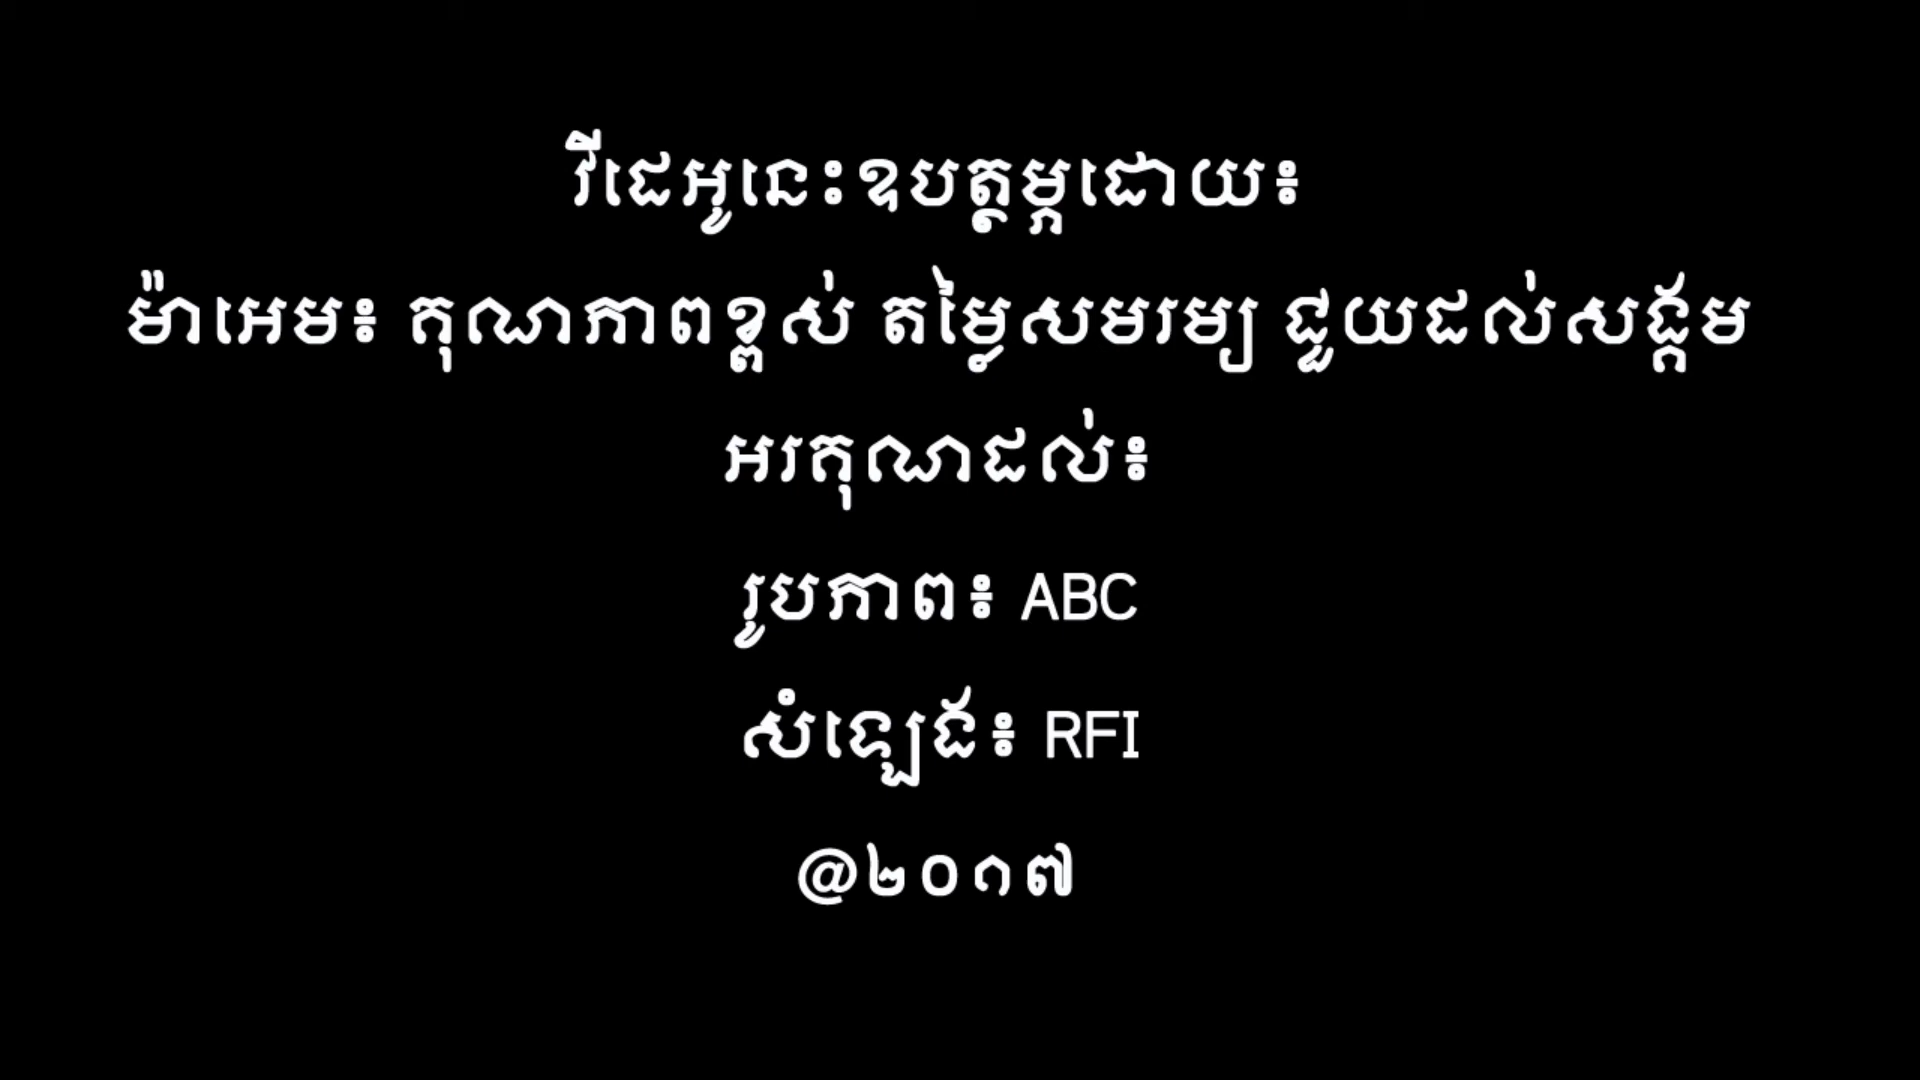 វីដេអូនេះឧបត្ថម្ភដោយ៖
ម៉ាអេម៖ គុណភាពខ្ពស់ តម្លៃសមរម្យ ជួយដល់សង្គម
អរគុណដល់៖
រូបភាព៖ ABC
សំឡេង៖ RFI
@២០១៧